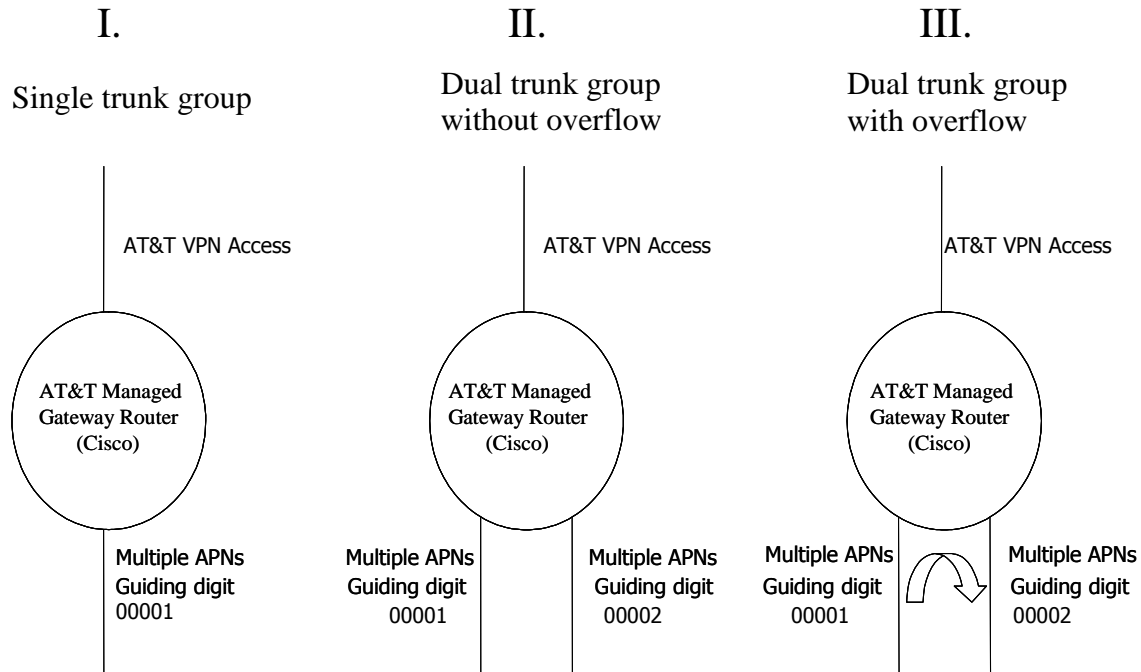 I.
Single trunk group
AT&T VPN Access
AT&T Managed
Gateway Router
(Cisco)
Multiple APNs
Guiding digit
00001
II.
Dual trunk group
without overflow
AT&T VPN Access
AT&T Managed
Gateway Router
(Cisco)
Multiple APNs
Guiding digit
00001
Multiple APNs
Guiding digit
00002
III.
Dual trunk group
with overflow
AT&T VPN Access
AT&T Managed
Gateway Router
(Cisco)
Multiple APNs
Guiding digit
00001
Multiple APNs
Guiding digit
00002